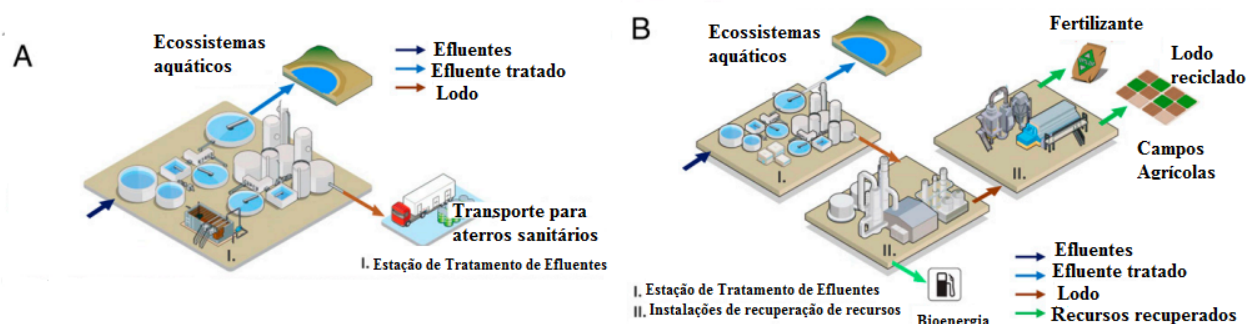 A
Ecossistemas
aquáticos
Efluentes
Efluente tratado
Lodo
I.
Transporte para
aterros sanitários
I. Estação de Tratamento de Efluentes
B
Ecossistemas
aquáticos
Fertilizante
Lodo
reciclado
Campos
Agrícolas
I.
II.
II.
Bioenergia
I. Estação de Tratamento de Efluentes
II. Instalações de recuperação de recursos
Efluentes
Efluente tratado
Lodo
Recursos recuperados